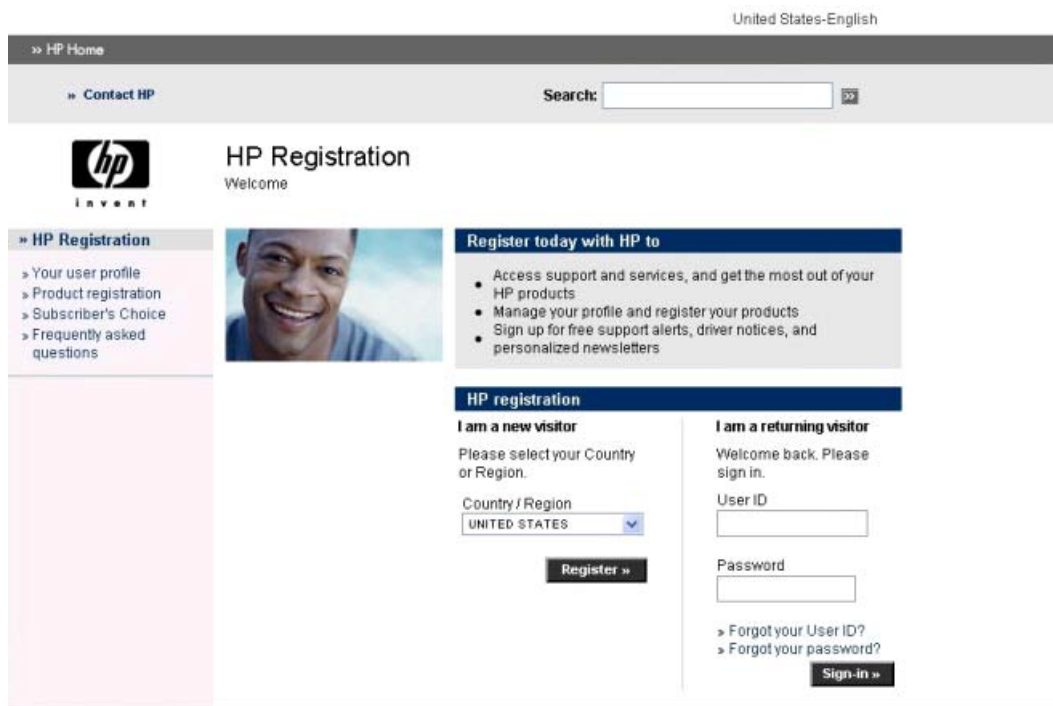 United States-English
» HP Home
» Contact HP
Search:
»
hp
invent
HP Registration
Welcome
» HP Registration
» Your user profile
» Product registration
» Subscriber's Choice
» Frequently asked
questions
Register today with HP to
• Access support and services, and get the most out of your
HP products
• Manage your profile and register your products
• Sign up for free support alerts, driver notices, and
personalized newsletters
HP registration
I am a new visitor
Please select your Country
or Region.
Country / Region
UNITED STATES
Register »
I am a returning visitor
Welcome back. Please
sign in.
User ID
Password
» Forgot your User ID?
» Forgot your password?
Sign-in »